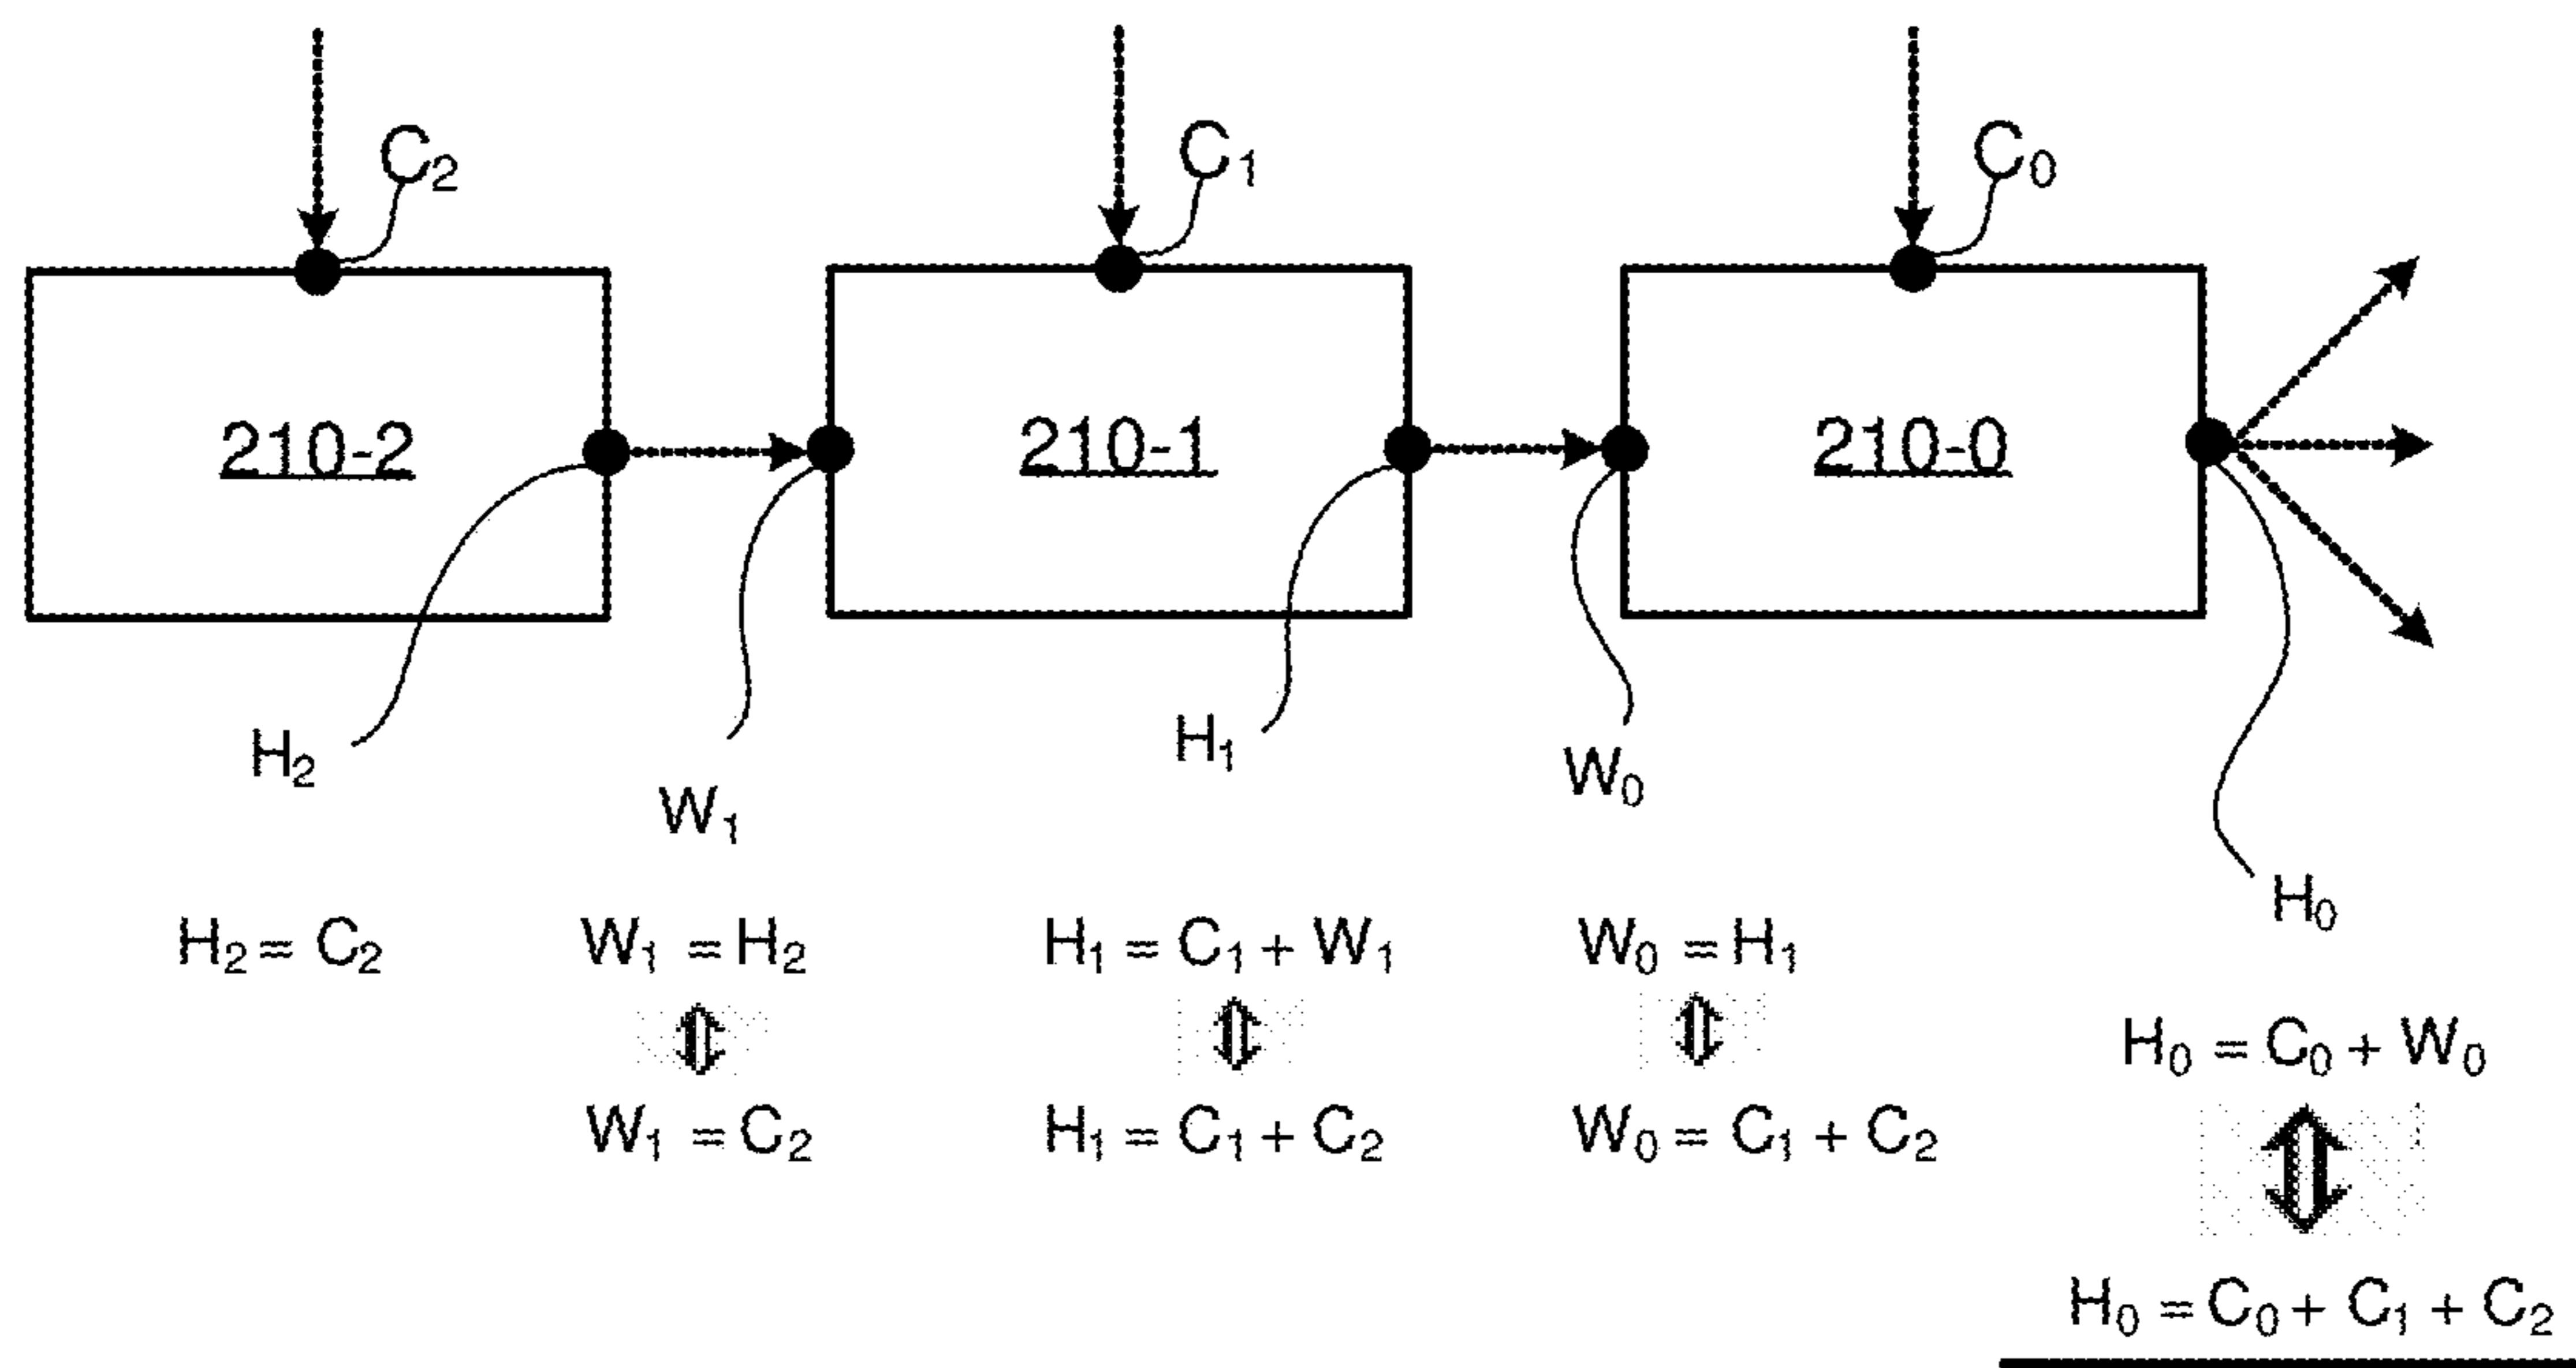 C₂ C₁ C₀
210-2 210-1 210-0
H₂ W₁ H₁ W₀ H₀
H₂ = C₂ W₁ = H₂ H₁ = C₁ + W₁ W₀ = H₁
H₀ = C₀ + W₀
W₁ = C₂ H₁ = C₁ + C₂ W₀ = C₁ + C₂
H₀ = C₀ + C₁ + C₂